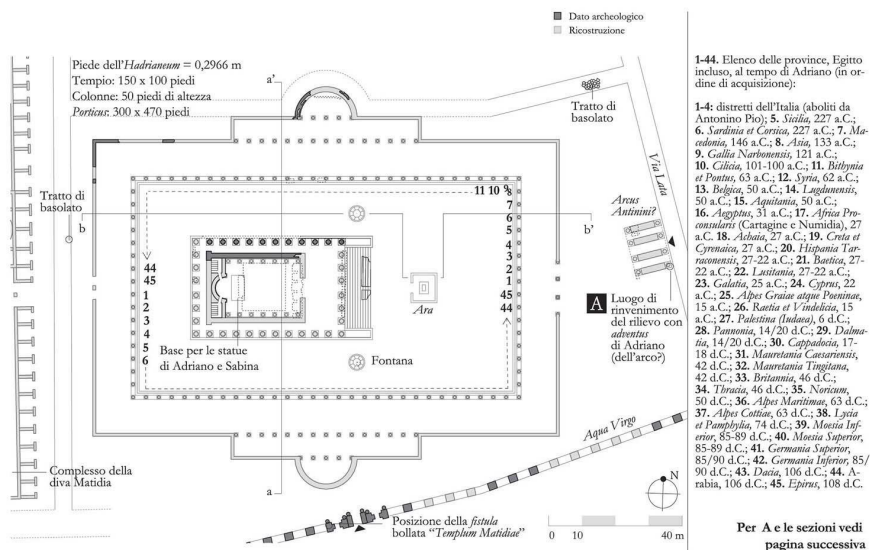 Dato archeologico
Ricostruzione
Piede dell'Hadrianeum = 0,2966 m
Tempio: 150 x 100 piedi
Colonne: 50 piedi di altezza
Porticus: 300 x 470 piedi
a'
Tratto di
basolato
Via Lata
Tratto di
basolato
b
b'
Arcus
Antinini?
11 10 9
8
7
6
5
4
3
2
1
45
44
44
45
1
2
3
4
5
6
Ara
A
Luogo di
rinvenimento
del rilievo con
adventus
di Adriano
(dell'arco?)
Base per le statue
di Adriano e Sabina
Fontana
Aqua Virgo
Complesso della
diva Matidia
a
Posizione della fistula
bollata "Templum Matidiae"
N
0 10 40 m
1-44. Elenco delle province, Egitto
incluso, al tempo di Adriano (in or-
dine di acquisizione):
1-4: distretti dell'Italia (aboliti da
Antonino Pio); 5. Sicilia, 227 a.C.;
6. Sardinia et Corsica, 227 a.C.; 7. Ma-
cedonia, 146 a.C.; 8. Asia, 133 a.C.;
9. Gallia Narbonensis, 121 a.C.;
10. Cilicia, 101-100 a.C.; 11. Bithynia
et Pontus, 63 a.C.; 12. Syria, 62 a.C.;
13. Belgica, 50 a.C.; 14. Lugdunensis,
50 a.C.; 15. Aquitania, 50 a.C.;
16. Aegyptus, 31 a.C.; 17. Africa Pro-
consularis (Cartagine e Numidia), 27
a.C. 18. Achaia, 27 a.C.; 19. Creta et
Cyrenaica, 27 a.C.; 20. Hispania Tar-
raconensis, 27-22 a.C.; 21. Baetica, 27-
22 a.C.; 22. Lusitania, 27-22 a.C.;
23. Galatia, 25 a.C.; 24. Cyprus, 22
a.C.; 25. Alpes Graiae atque Poeninae,
15 a.C.; 26. Raetia et Vindelicia, 15
a.C.; 27. Palestina (Iudaea), 6 d.C.;
28. Pannonia, 14/20 d.C.; 29. Dalma-
tia, 14/20 d.C.; 30. Cappadocia, 17-
18 d.C.; 31. Mauretania Caesariensis,
42 d.C.; 32. Mauretania Tingitana,
42 d.C.; 33. Britannia, 46 d.C.;
34. Thracia, 46 d.C.; 35. Noricum,
50 d.C.; 36. Alpes Maritimae, 63 d.C.;
37. Alpes Cottiae, 63 d.C.; 38. Lycia
et Pamphylia, 74 d.C.; 39. Moesia Inf-
erior, 85-89 d.C.; 40. Moesia Superior,
85-89 d.C.; 41. Germania Superior,
85/90 d.C.; 42. Germania Inferior, 85/
90 d.C.; 43. Dacia, 106 d.C.; 44. A-
rabia, 106 d.C.; 45. Epirus, 108 d.C.
Per A e le sezioni vedi
pagina successiva